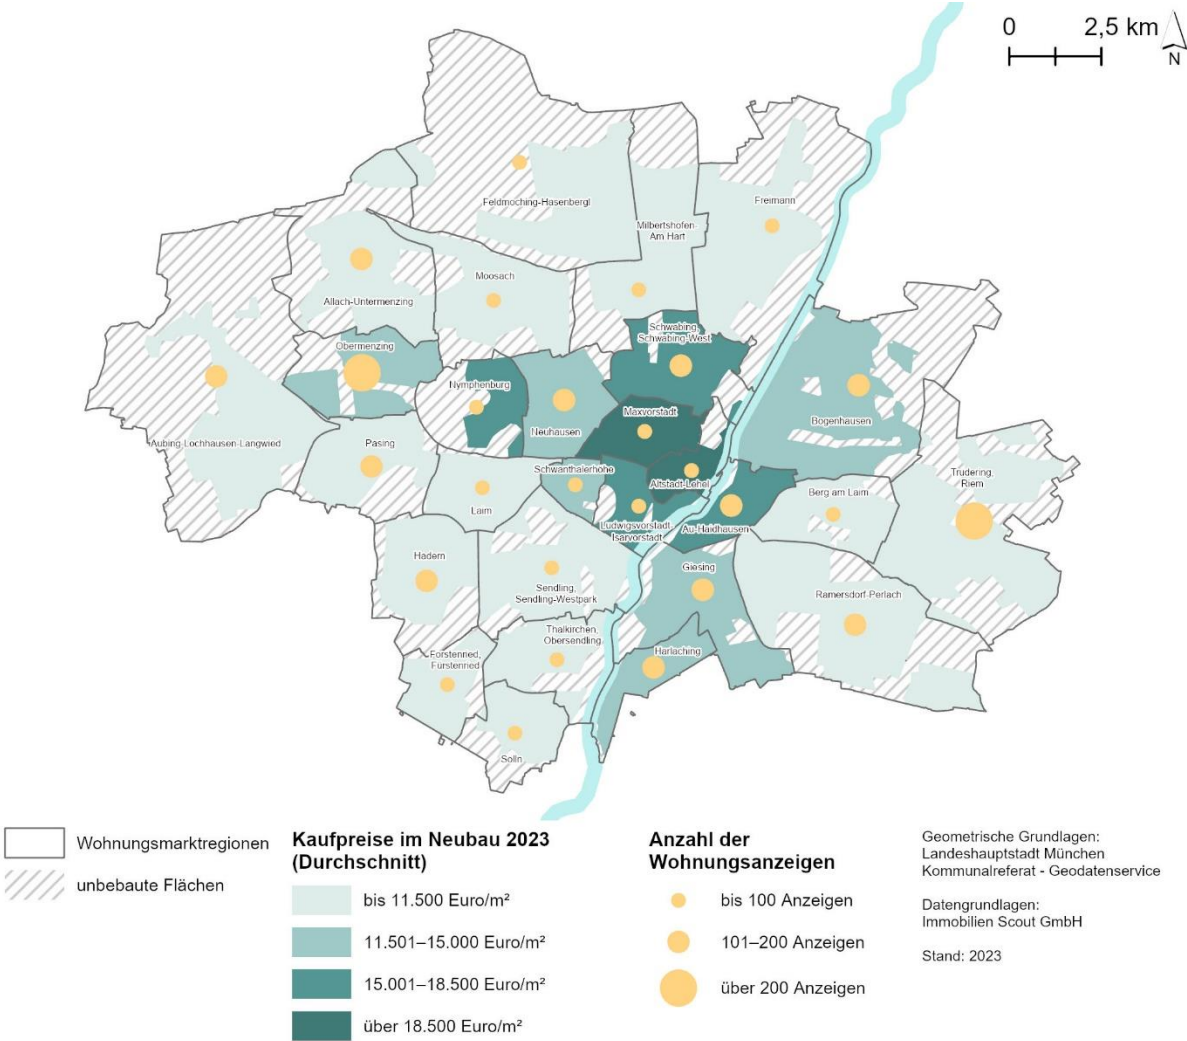 0 2,5 km
N
Feldmoching-Hasenbergl
Freimann
Milbertshofen-
Am Hart
Moosach
Allach-Untermenzing
Schwabing,
Schwabing-West
Obermenzing
Nymphenburg
Maxvorstadt
Neuhausen
Bogenhausen
Aubing-Lochhausen-Langwied
Pasing
Schwanthalerhöhe
Altstadt-Lehel
Trudering,
Riem
Laim
Berg am Laim
Ludwigsvorstadt
Isarvorstadt
Au-Haidhausen
Hadern
Giesing
Sendling,
Sendling-Westpark
Ramersdorf-Perlach
Thalkirchen,
Obersendling
Harlaching
Forstenried,
Fürstenried
Solln
Wohnungsmarktregionen
unbebaute Flächen
Kaufpreise im Neubau 2023
(Durchschnitt)
bis 11.500 Euro/m²
11.501–15.000 Euro/m²
15.001–18.500 Euro/m²
über 18.500 Euro/m²
Anzahl der
Wohnungsanzeigen
bis 100 Anzeigen
101–200 Anzeigen
über 200 Anzeigen
Geometrische Grundlagen:
Landeshauptstadt München
Kommunalreferat - Geodatenservice
Datengrundlagen:
Immobilien Scout GmbH
Stand: 2023